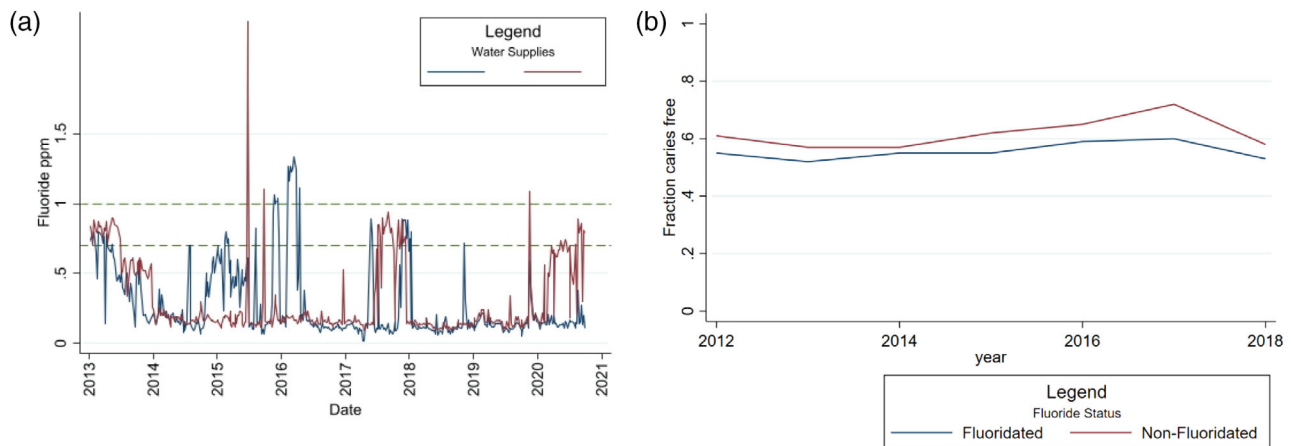 (a)
Legend
Water Supplies
Fluoride ppm
1.5
1
.5
0
2013
2014
2015
2016
2017
2018
2019
2020
2021
Date
(b)
Fraction caries free
1
.8
.6
.4
.2
0
2012
2014
2016
2018
year
Legend
Fluoride Status
Fluoridated
Non-Fluoridated